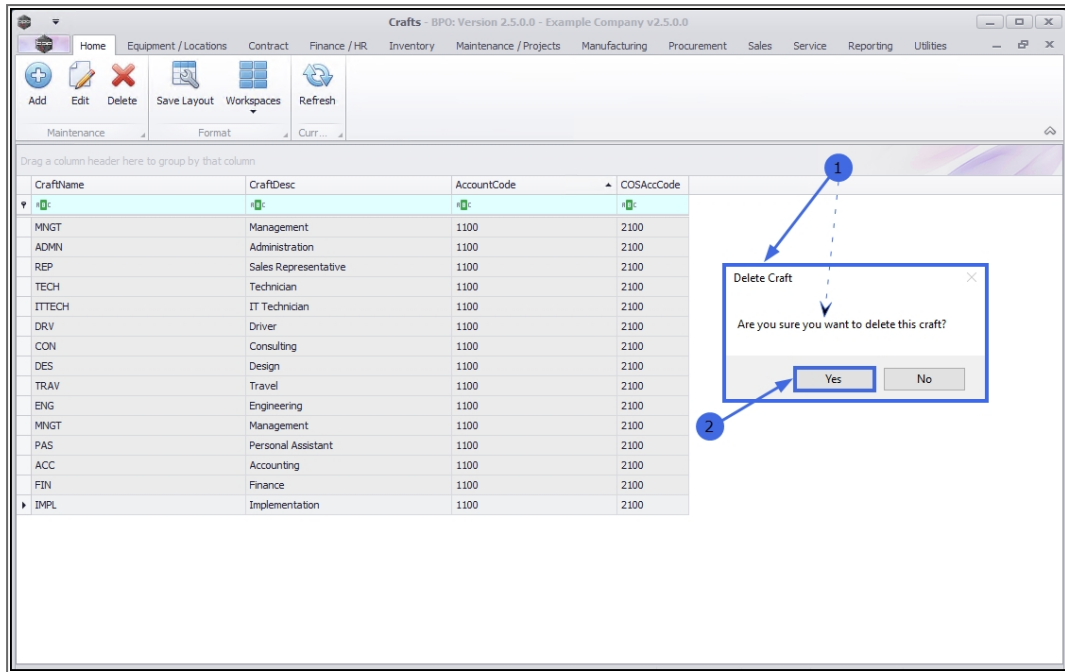 Crafts - BPO: Version 2.5.0.0 - Example Company v2.5.0.0
BPO Home Equipment / Locations Contract Finance / HR Inventory Maintenance / Projects Manufacturing Procurement Sales Service Reporting Utilities
Add Edit Delete Save Layout Workspaces Refresh
Maintenance Format Curr...
Drag a column header here to group by that column
CraftName CraftDesc AccountCode COSAccCode
MNGT Management 1100 2100
ADMN Administration 1100 2100
REP Sales Representative 1100 2100
TECH Technician 1100 2100
ITTECH IT Technician 1100 2100
DRV Driver 1100 2100
CON Consulting 1100 2100
DES Design 1100 2100
TRAV Travel 1100 2100
ENG Engineering 1100 2100
MNGT Management 1100 2100
PAS Personal Assistant 1100 2100
ACC Accounting 1100 2100
FIN Finance 1100 2100
IMPL Implementation 1100 2100
1
Delete Craft
Are you sure you want to delete this craft?
Yes No
2